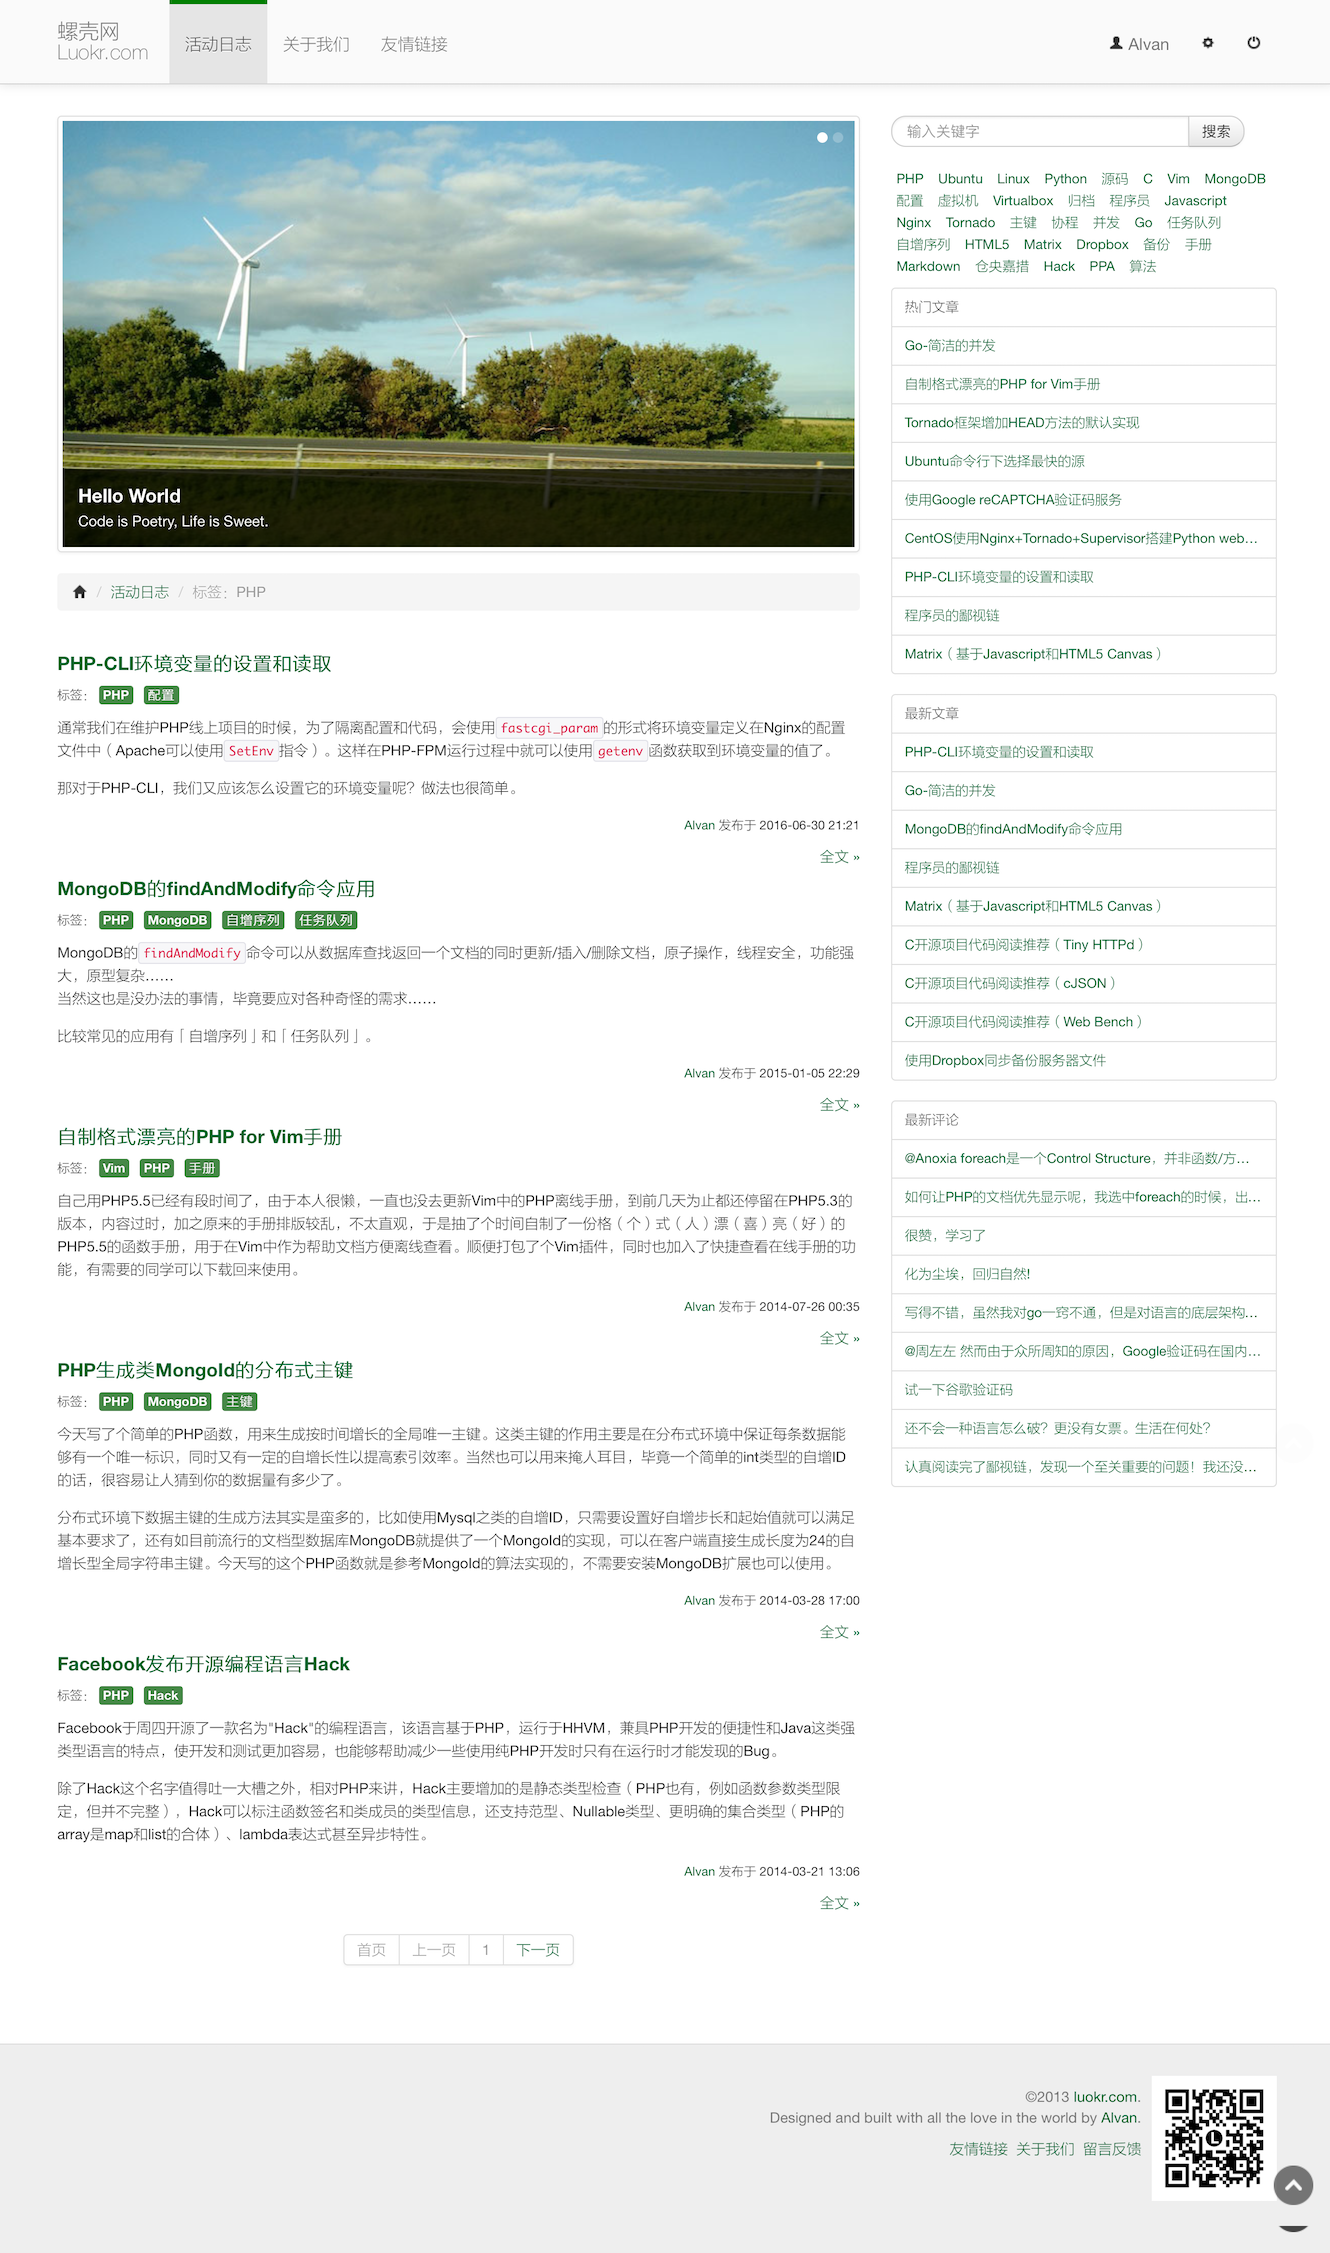 螺壳网
Luokr.com
活动日志
关于我们
友情链接
Alvan
Hello World
Code is Poetry, Life is Sweet.
/ 活动日志 / 标签：PHP
PHP-CLI环境变量的设置和读取
标签： PHP 配置
通常我们在维护PHP线上项目的时候，为了隔离配置和代码，会使用 fastcgi_param 的形式将环境变量定义在Nginx的配置
文件中（Apache可以使用 SetEnv 指令）。这样在PHP-FPM运行过程中就可以使用 getenv 函数获取到环境变量的值了。
那对于PHP-CLI，我们又应该怎么设置它的环境变量呢？做法也很简单。
Alvan 发布于 2016-06-30 21:21
全文 »
MongoDB的findAndModify命令应用
标签： PHP MongoDB 自增序列 任务队列
MongoDB的 findAndModify 命令可以从数据库查找返回一个文档的同时更新/插入/删除文档，原子操作，线程安全，功能强
大，原型复杂……
当然这也是没办法的事情，毕竟要应对各种奇怪的需求……
比较常见的应用有「自增序列」和「任务队列」。
Alvan 发布于 2015-01-05 22:29
全文 »
自制格式漂亮的PHP for Vim手册
标签： Vim PHP 手册
自己用PHP5.5已经有段时间了，由于本人很懒，一直也没去更新Vim中的PHP离线手册，到前几天为止都还停留在PHP5.3的
版本，内容过时，加之原来的手册排版较乱，不太直观，于是抽了个时间自制了一份格（个）式（人）漂（喜）亮（好）的
PHP5.5的函数手册，用于在Vim中作为帮助文档方便离线查看。顺便打包了个Vim插件，同时也加入了快捷查看在线手册的功
能，有需要的同学可以下载回来使用。
Alvan 发布于 2014-07-26 00:35
全文 »
PHP生成类MongoId的分布式主键
标签： PHP MongoDB 主键
今天写了个简单的PHP函数，用来生成按时间增长的全局唯一主键。这类主键的作用主要是在分布式环境中保证每条数据能
够有一个唯一标识，同时又有一定的自增长性以提高索引效率。当然也可以用来掩人耳目，毕竟一个简单的int类型的自增ID
的话，很容易让人猜到你的数据量有多少了。
分布式环境下数据主键的生成方法其实是蛮多的，比如使用Mysql之类的自增ID，只需要设置好自增步长和起始值就可以满足
基本要求了，还有如目前流行的文档型数据库MongoDB就提供了一个MongoId的实现，可以在客户端直接生成长度为24的自
增长型全局字符串主键。今天写的这个PHP函数就是参考MongoId的算法实现的，不需要安装MongoDB扩展也可以使用。
Alvan 发布于 2014-03-28 17:00
全文 »
Facebook发布开源编程语言Hack
标签： PHP Hack
Facebook于周四开源了一款名为"Hack"的编程语言，该语言基于PHP，运行于HHVM，兼具PHP开发的便捷性和Java这类强
类型语言的特点，使开发和测试更加容易，也能够帮助减少一些使用纯PHP开发时只有在运行时才能发现的Bug。
除了Hack这个名字值得吐一大槽之外，相对PHP来讲，Hack主要增加的是静态类型检查（PHP也有，例如函数参数类型限
定，但并不完整），Hack可以标注函数签名和类成员的类型信息，还支持范型、Nullable类型、更明确的集合类型（PHP的
array是map和list的合体）、lambda表达式甚至异步特性。
Alvan 发布于 2014-03-21 13:06
全文 »
首页 上一页 1 下一页
输入关键字 搜索
PHP Ubuntu Linux Python 源码 C Vim MongoDB
配置 虚拟机 Virtualbox 归档 程序员 Javascript
Nginx Tornado 主键 协程 并发 Go 任务队列
自增序列 HTML5 Matrix Dropbox 备份 手册
Markdown 仓央嘉措 Hack PPA 算法
热门文章
Go-简洁的并发
自制格式漂亮的PHP for Vim手册
Tornado框架增加HEAD方法的默认实现
Ubuntu命令行下选择最快的源
使用Google reCAPTCHA验证码服务
CentOS使用Nginx+Tornado+Supervisor搭建Python web…
PHP-CLI环境变量的设置和读取
程序员的鄙视链
Matrix（基于Javascript和HTML5 Canvas）
最新文章
PHP-CLI环境变量的设置和读取
Go-简洁的并发
MongoDB的findAndModify命令应用
程序员的鄙视链
Matrix（基于Javascript和HTML5 Canvas）
C开源项目代码阅读推荐（Tiny HTTPd）
C开源项目代码阅读推荐（cJSON）
C开源项目代码阅读推荐（Web Bench）
使用Dropbox同步备份服务器文件
最新评论
@Anoxia foreach是一个Control Structure，并非函数/方…
如何让PHP的文档优先显示呢，我选中foreach的时候，出…
很赞，学习了
化为尘埃，回归自然!
写得不错，虽然我对go一窍不通，但是对语言的底层架构…
@周左左 然而由于众所周知的原因，Google验证码在国内…
试一下谷歌验证码
还不会一种语言怎么破？更没有女票。生活在何处？
认真阅读完了鄙视链，发现一个至关重要的问题！我还没…
©2013 luokr.com.
Designed and built with all the love in the world by Alvan.
友情链接 关于我们 留言反馈